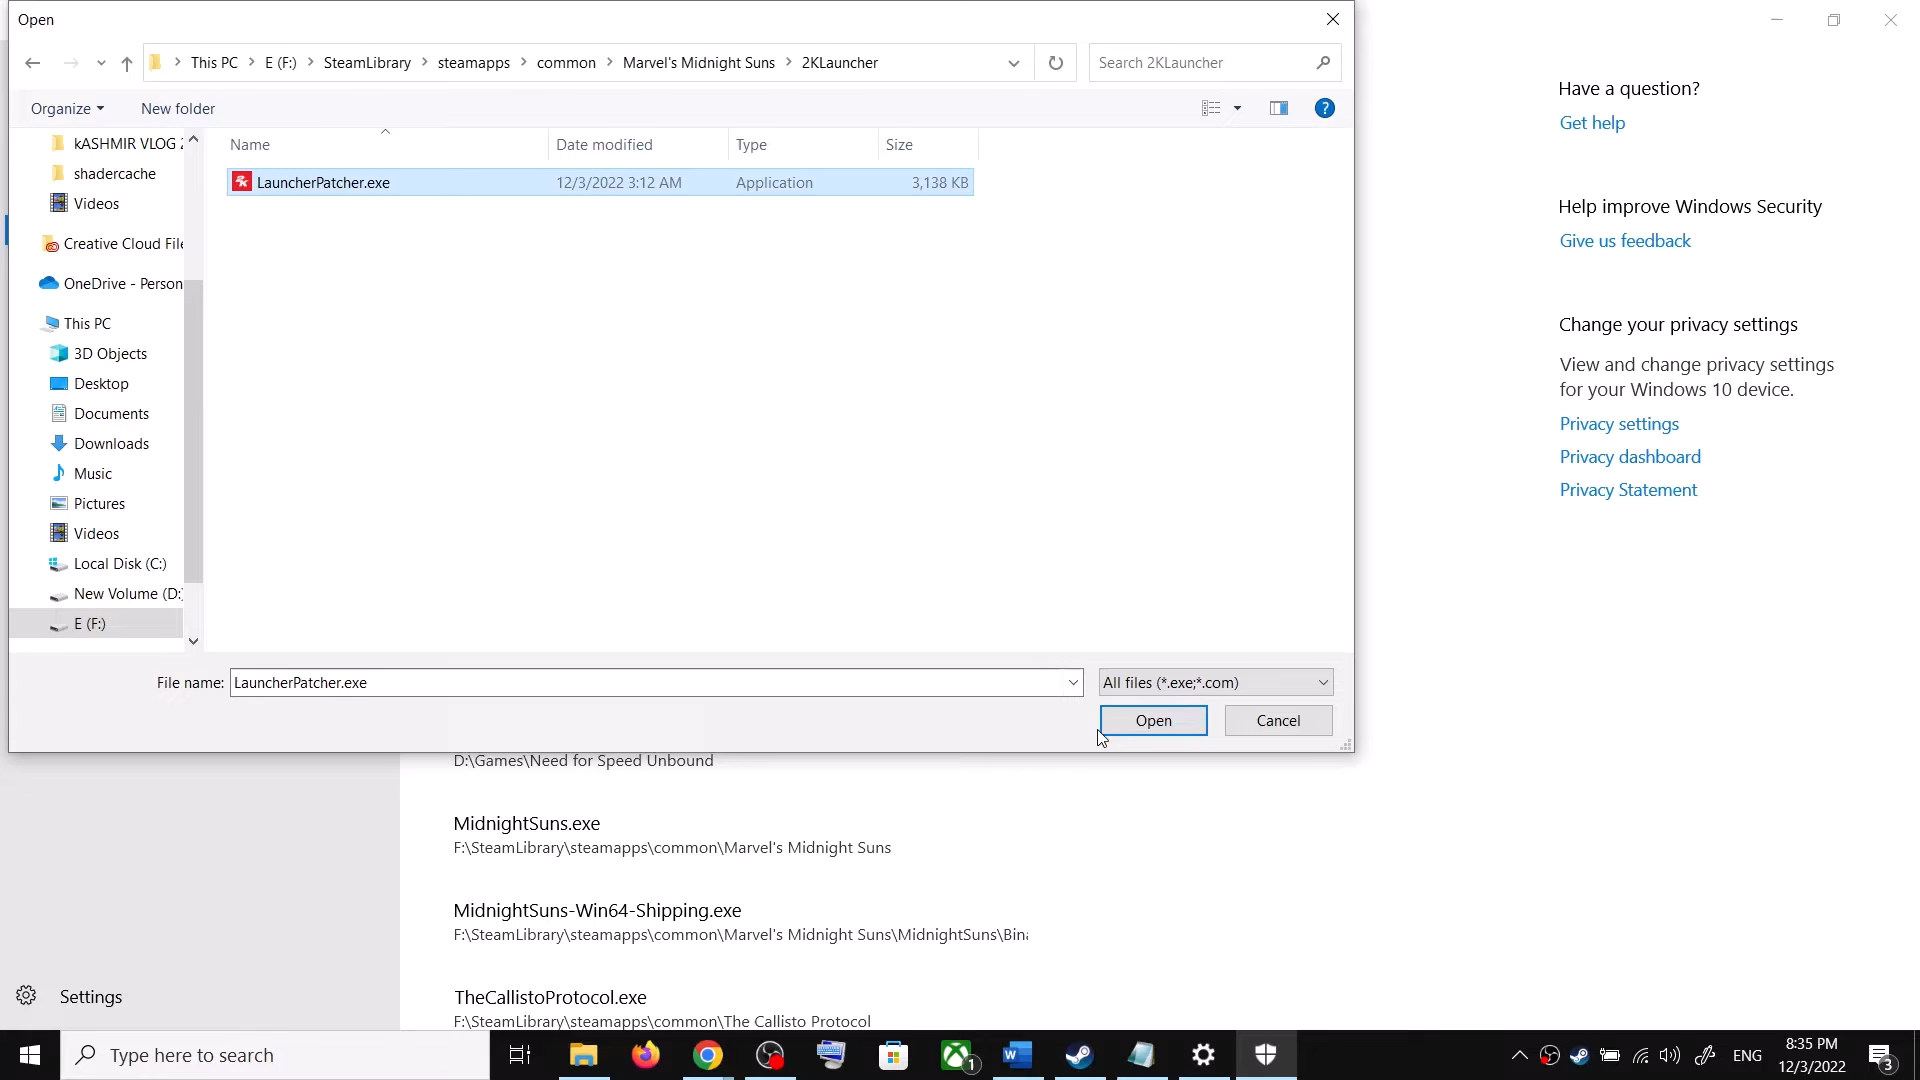 Open
This PC
E (F:)
SteamLibrary
steamapps
common
Marvel's Midnight Suns
2KLauncher
Search 2KLauncher
Organize
New folder
Name
Date modified
Type
Size
LauncherPatcher.exe
12/3/2022 3:12 AM
Application
3,138 KB
kASHMIR VLOG 2
shadercache
Videos
Creative Cloud File
OneDrive - Person
This PC
3D Objects
Desktop
Documents
Downloads
Music
Pictures
Videos
Local Disk (C:)
New Volume (D:)
E (F:)
File name:
LauncherPatcher.exe
All files (*.exe;*.com)
Open
Cancel
Have a question?
Get help
Help improve Windows Security
Give us feedback
Change your privacy settings
View and change privacy settings
for your Windows 10 device.
Privacy settings
Privacy dashboard
Privacy Statement
D:\Games\Need for Speed Unbound
MidnightSuns.exe
F:\SteamLibrary\steamapps\common\Marvel's Midnight Suns
MidnightSuns-Win64-Shipping.exe
F:\SteamLibrary\steamapps\common\Marvel's Midnight Suns\MidnightSuns\Bina
TheCallistoProtocol.exe
F:\SteamLibrary\steamapps\common\The Callisto Protocol
Settings
Type here to search
1
ENG
8:35 PM
12/3/2022
3